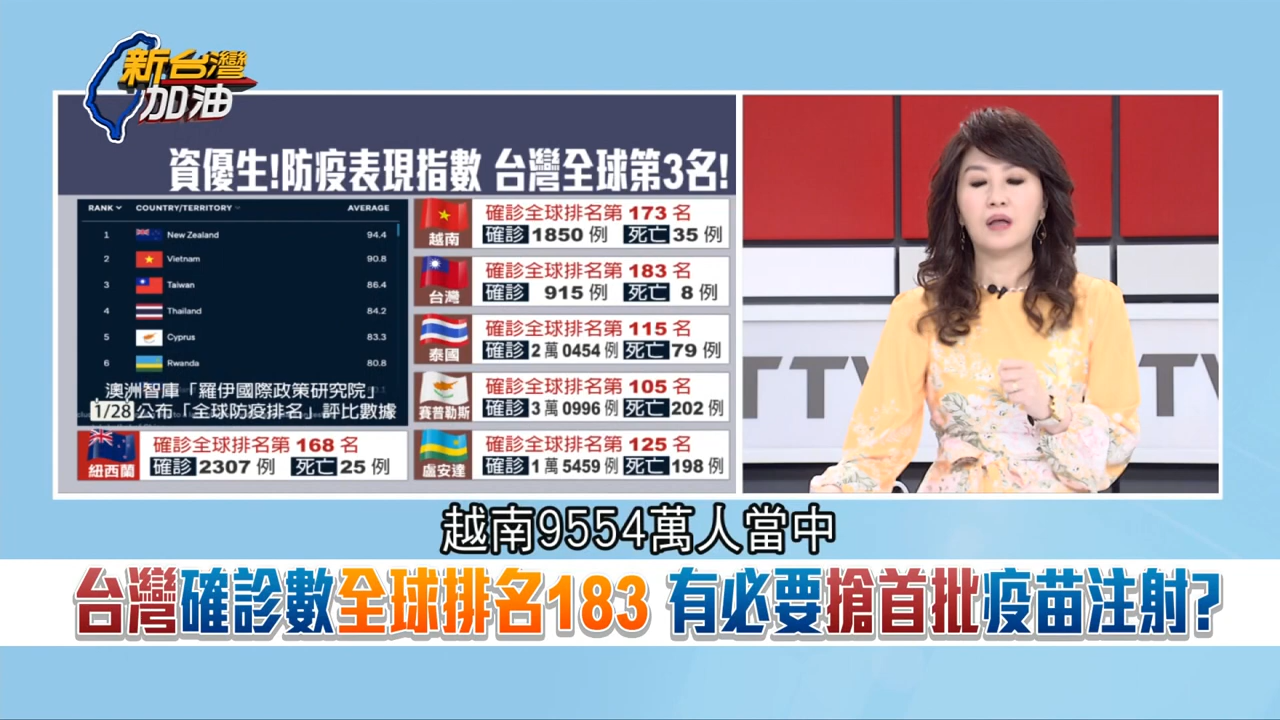 新台灣
加油
資優生!防疫表現指數 台灣全球第3名!
RANK COUNTRY/TERRITORY AVERAGE
1 New Zealand 94.4
2 Vietnam 90.8
3 Taiwan 86.4
4 Thailand 84.2
5 Cyprus 83.3
6 Rwanda 80.8
澳洲智庫「羅伊國際政策研究院」
1/28 公布「全球防疫排名」評比數據
紐西蘭
確診全球排名第 168 名
確診 2307 例 死亡 25 例
越南
確診全球排名第 173 名
確診 1850 例 死亡 35 例
台灣
確診全球排名第 183 名
確診 915 例 死亡 8 例
泰國
確診全球排名第 115 名
確診 2 萬 0454 例 死亡 79 例
賽普勒斯
確診全球排名第 105 名
確診 3 萬 0996 例 死亡 202 例
盧安達
確診全球排名第 125 名
確診 1 萬 5459 例 死亡 198 例
TTV
越南9554萬人當中
台灣確診數全球排名183 有必要搶首批疫苗注射?